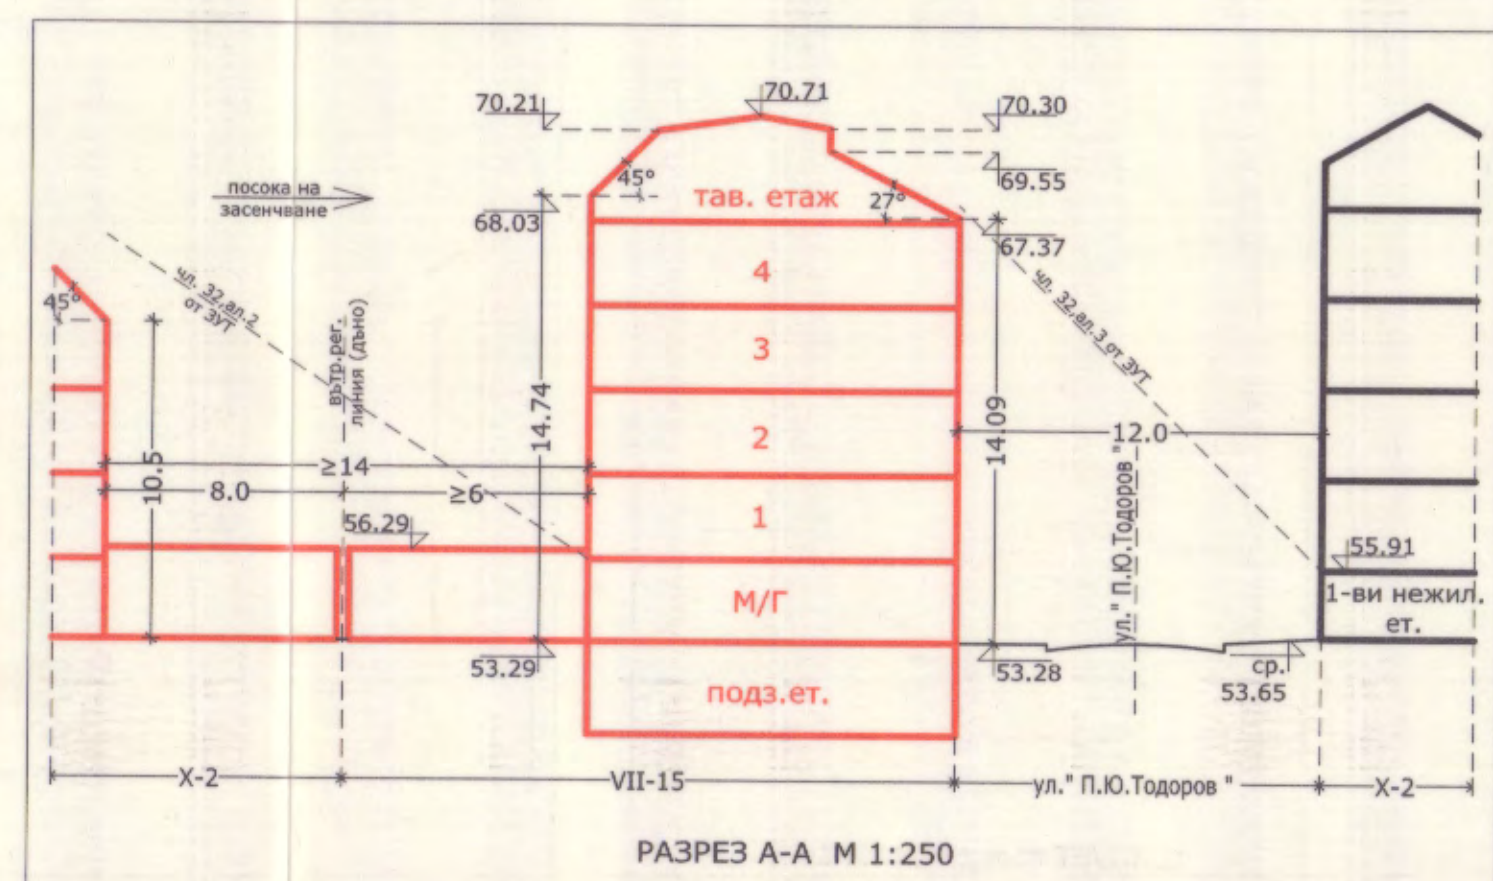 70.21
70.71
70.30
посока на
засенчване
45°
тав. етаж
27°
69.55
68.03
67.37
4
чл. 32,ал.2
от ЗУТ
45°
вътр.рег.
линия (дъно)
3
чл. 32,ал.3 от ЗУТ
14.74
14.09
2
12.0
≥14
10.5
8.0
≥6
1
56.29
ул." П.Ю.Тодоров "
55.91
М/Г
1-ви нежил.
ет.
53.29
53.28
ср.
53.65
подз.ет.
X-2
VII-15
ул." П.Ю.Тодоров "
X-2
РАЗРЕЗ А-А М 1:250